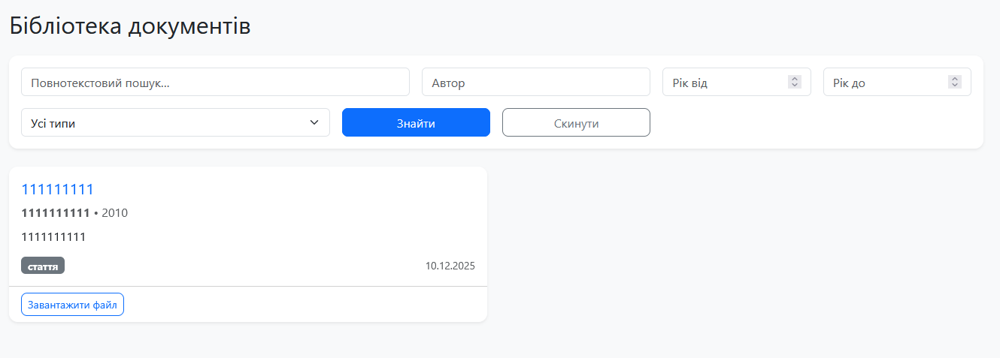 Бібліотека документів
Повнотекстовий пошук...
Автор
Рік від
Рік до
Усі типи
Знайти
Скинути
111111111
1111111111 • 2010
1111111111
стаття
10.12.2025
Завантажити файл